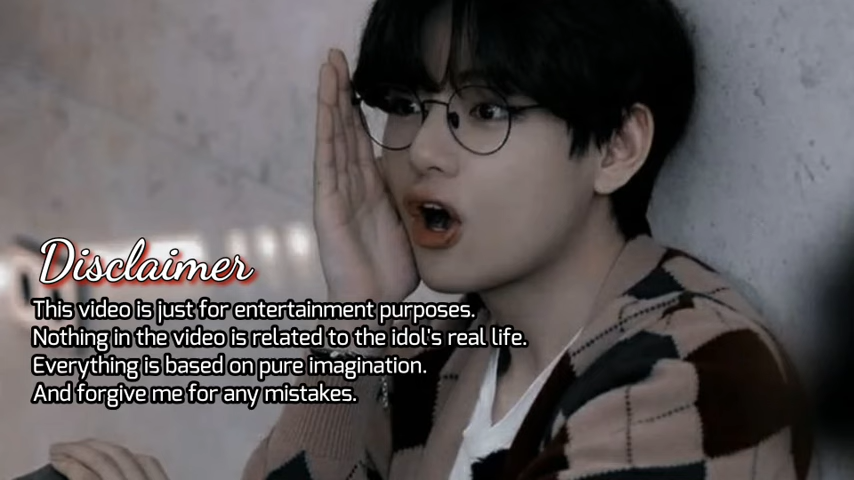 Disclaimer
This video is just for entertainment purposes.
Nothing in the video is related to the idol's real life.
Everything is based on pure imagination.
And forgive me for any mistakes.